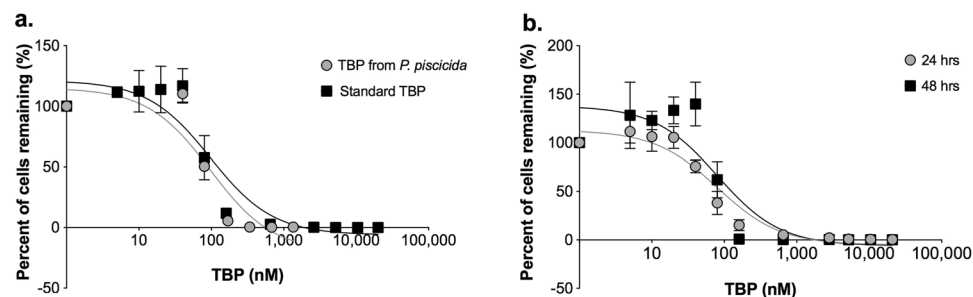 a.
Percent of cells remaining (%)
150
100
50
0
-50
10
100
1,000
10,000
100,000
TBP (nM)
TBP from P. piscicida
Standard TBP
b.
Percent of cells remaining (%)
200
150
100
50
0
-50
10
100
1,000
10,000
100,000
TBP (nM)
24 hrs
48 hrs